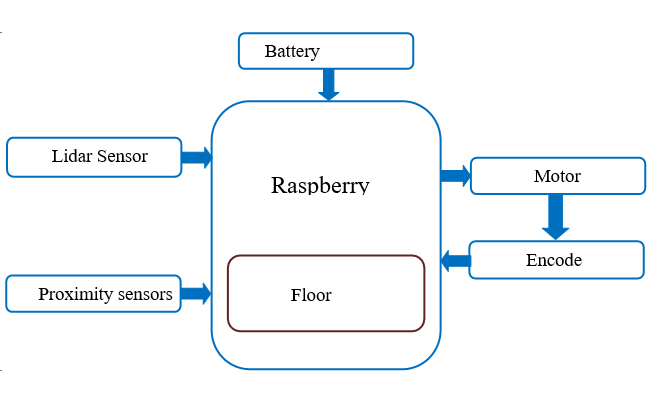 Battery
Lidar Sensor
Raspberry
Motor
Encode
Proximity sensors
Floor